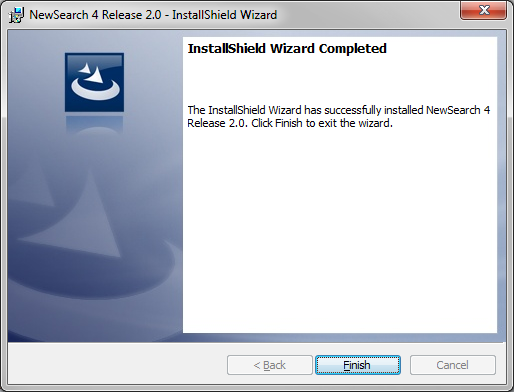 NewSearch 4 Release 2.0 - InstallShield Wizard
InstallShield Wizard Completed
The InstallShield Wizard has successfully installed NewSearch 4
Release 2.0. Click Finish to exit the wizard.
< Back
Finish
Cancel